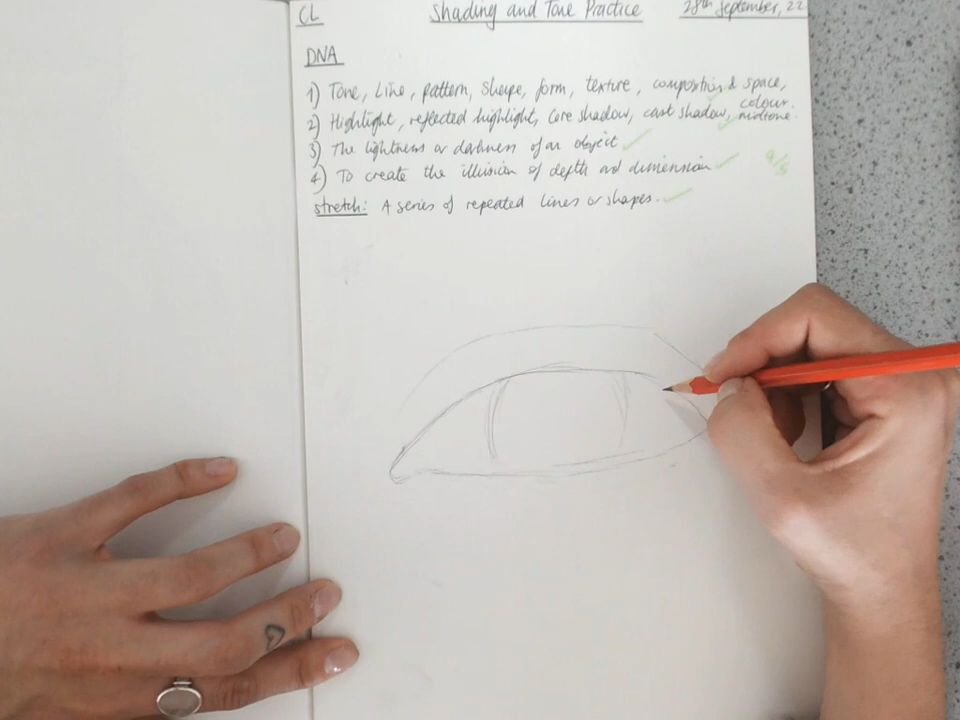 CL Shading and Tone Practice 28th September, 22
DNA
1) Tone, Line, pattern, shape, form, texture, composition & space, colour.
2) Highlight, reflected highlight, core shadow, cast shadow, midtone.
3) The lightness or darkness of an object
4) To create the illusion of depth and dimension
stretch: A series of repeated lines or shapes.